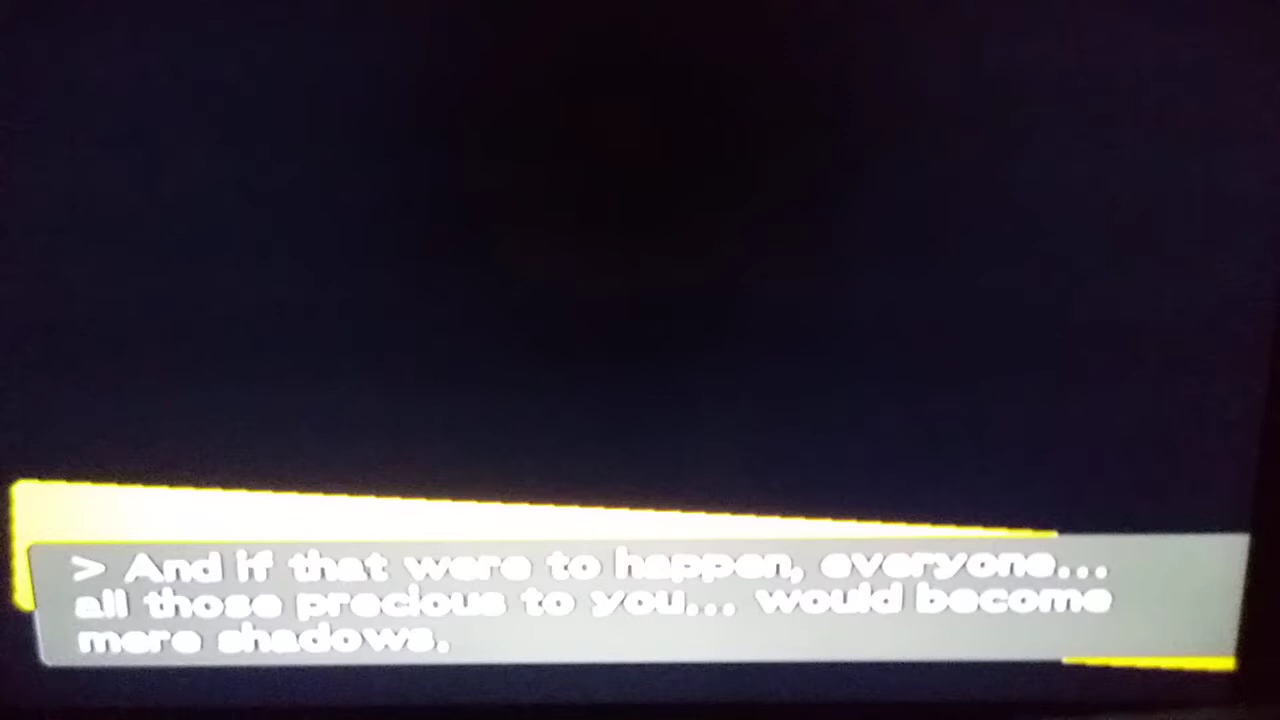 > And if that were to happen, everyone...
all those precious to you... would become
mere shadows.